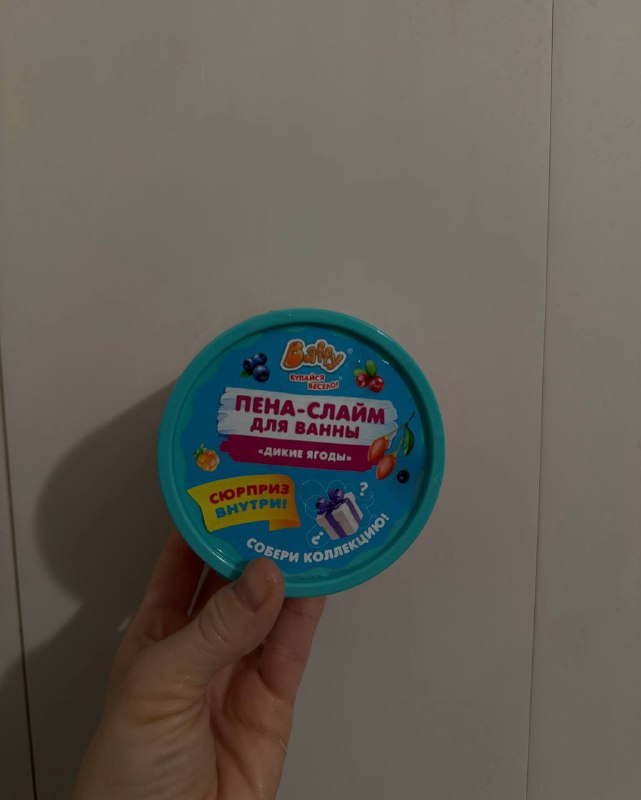 Baffy
КУПАЙСЯ
ВЕСЕЛО!
ПЕНА-СЛАЙМ
ДЛЯ ВАННЫ
«ДИКИЕ ЯГОДЫ»
СЮРПРИЗ
ВНУТРИ!
? ?
СОБЕРИ КОЛЛЕКЦИЮ!